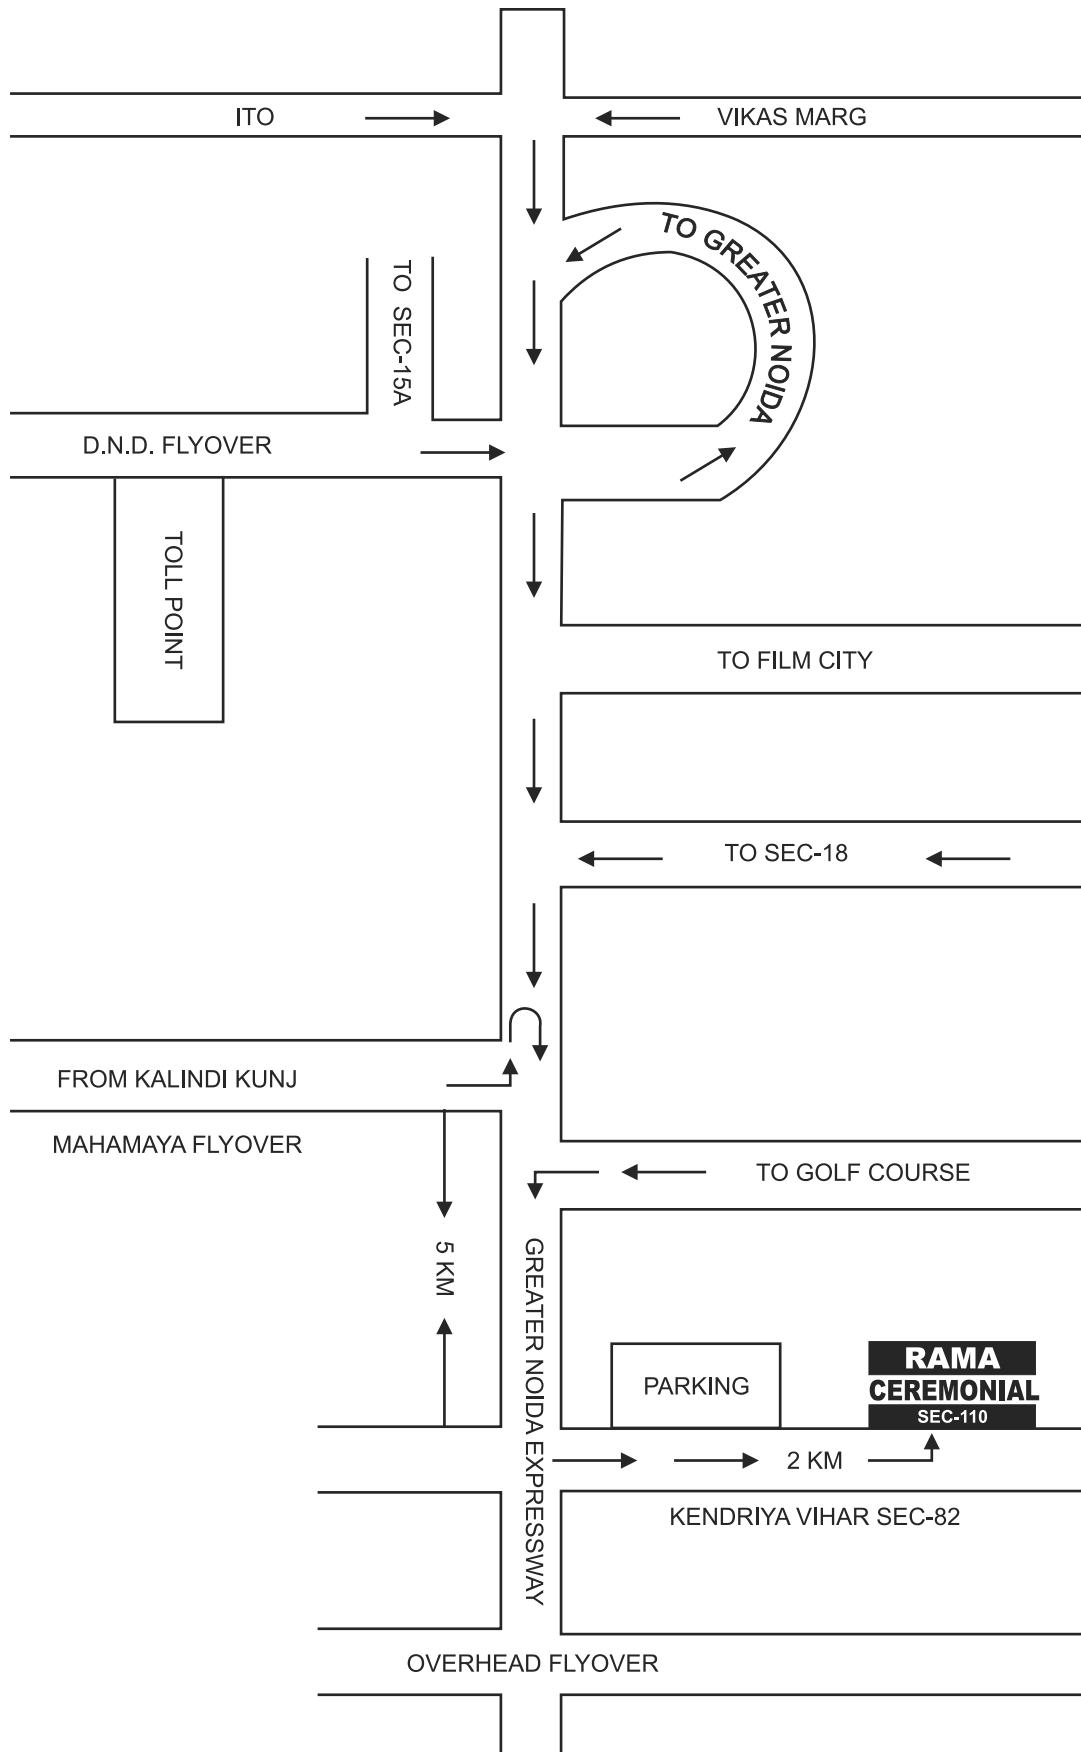 ITO
VIKAS MARG
TO GREATER NOIDA
TO SEC-15A
D.N.D. FLYOVER
TOLL POINT
TO FILM CITY
TO SEC-18
FROM KALINDI KUNJ
MAHAMAYA FLYOVER
TO GOLF COURSE
5 KM
GREATER NOIDA EXPRESSWAY
PARKING
RAMA
CEREMONIAL
SEC-110
2 KM
KENDRIYA VIHAR SEC-82
OVERHEAD FLYOVER